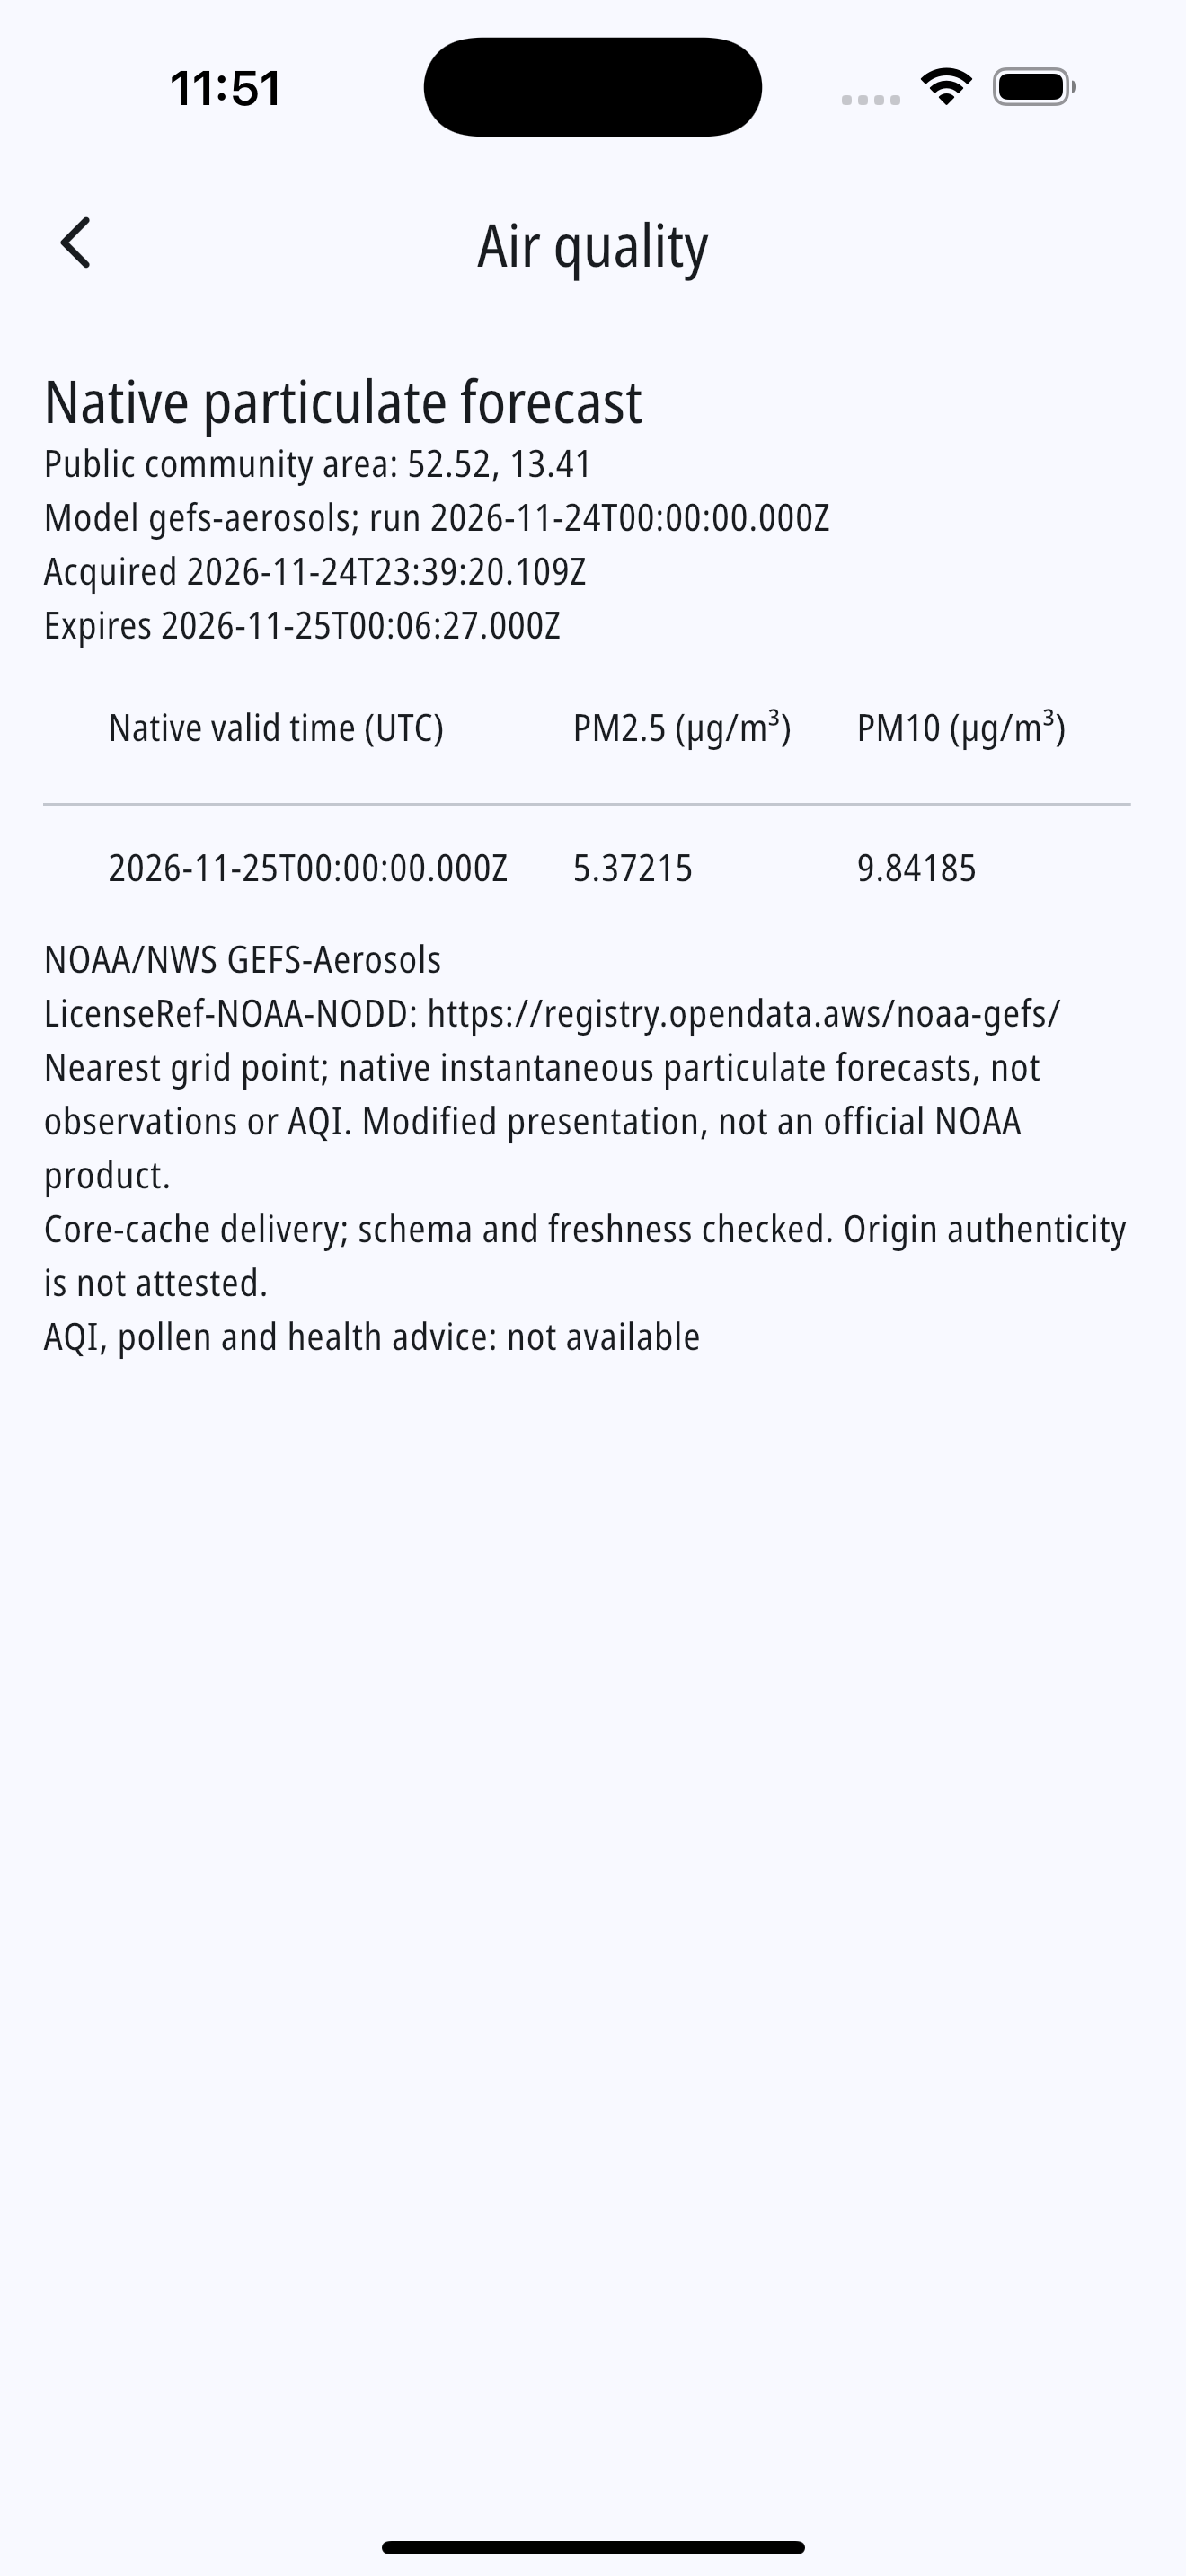 11:51
Air quality
Native particulate forecast
Public community area: 52.52, 13.41
Model gefs-aerosols; run 2026-11-24T00:00:00.000Z
Acquired 2026-11-24T23:39:20.109Z
Expires 2026-11-25T00:06:27.000Z
Native valid time (UTC) PM2.5 (µg/m³) PM10 (µg/m³)
2026-11-25T00:00:00.000Z 5.37215 9.84185
NOAA/NWS GEFS-Aerosols
LicenseRef-NOAA-NODD: https://registry.opendata.aws/noaa-gefs/
Nearest grid point; native instantaneous particulate forecasts, not
observations or AQI. Modified presentation, not an official NOAA
product.
Core-cache delivery; schema and freshness checked. Origin authenticity
is not attested.
AQI, pollen and health advice: not available